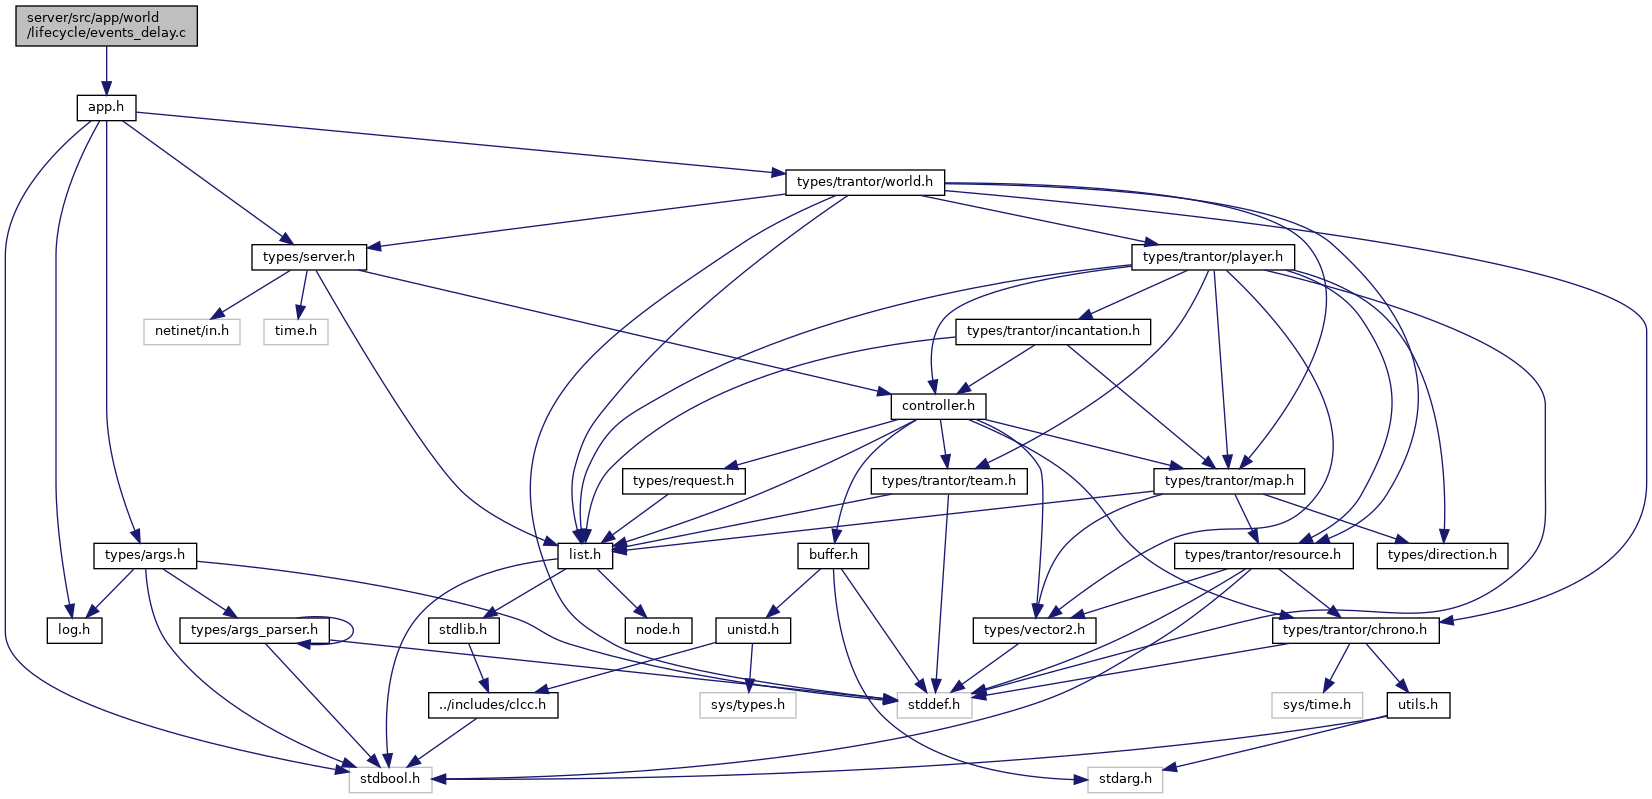 server/src/app/world
/lifecycle/events_delay.c
app.h
types/trantor/world.h
types/server.h
types/trantor/player.h
netinet/in.h
time.h
types/trantor/incantation.h
controller.h
types/request.h
types/trantor/team.h
types/trantor/map.h
types/args.h
list.h
buffer.h
types/trantor/resource.h
types/direction.h
log.h
types/args_parser.h
stdlib.h
node.h
unistd.h
types/vector2.h
types/trantor/chrono.h
../includes/clcc.h
sys/types.h
stddef.h
sys/time.h
utils.h
stdbool.h
stdarg.h